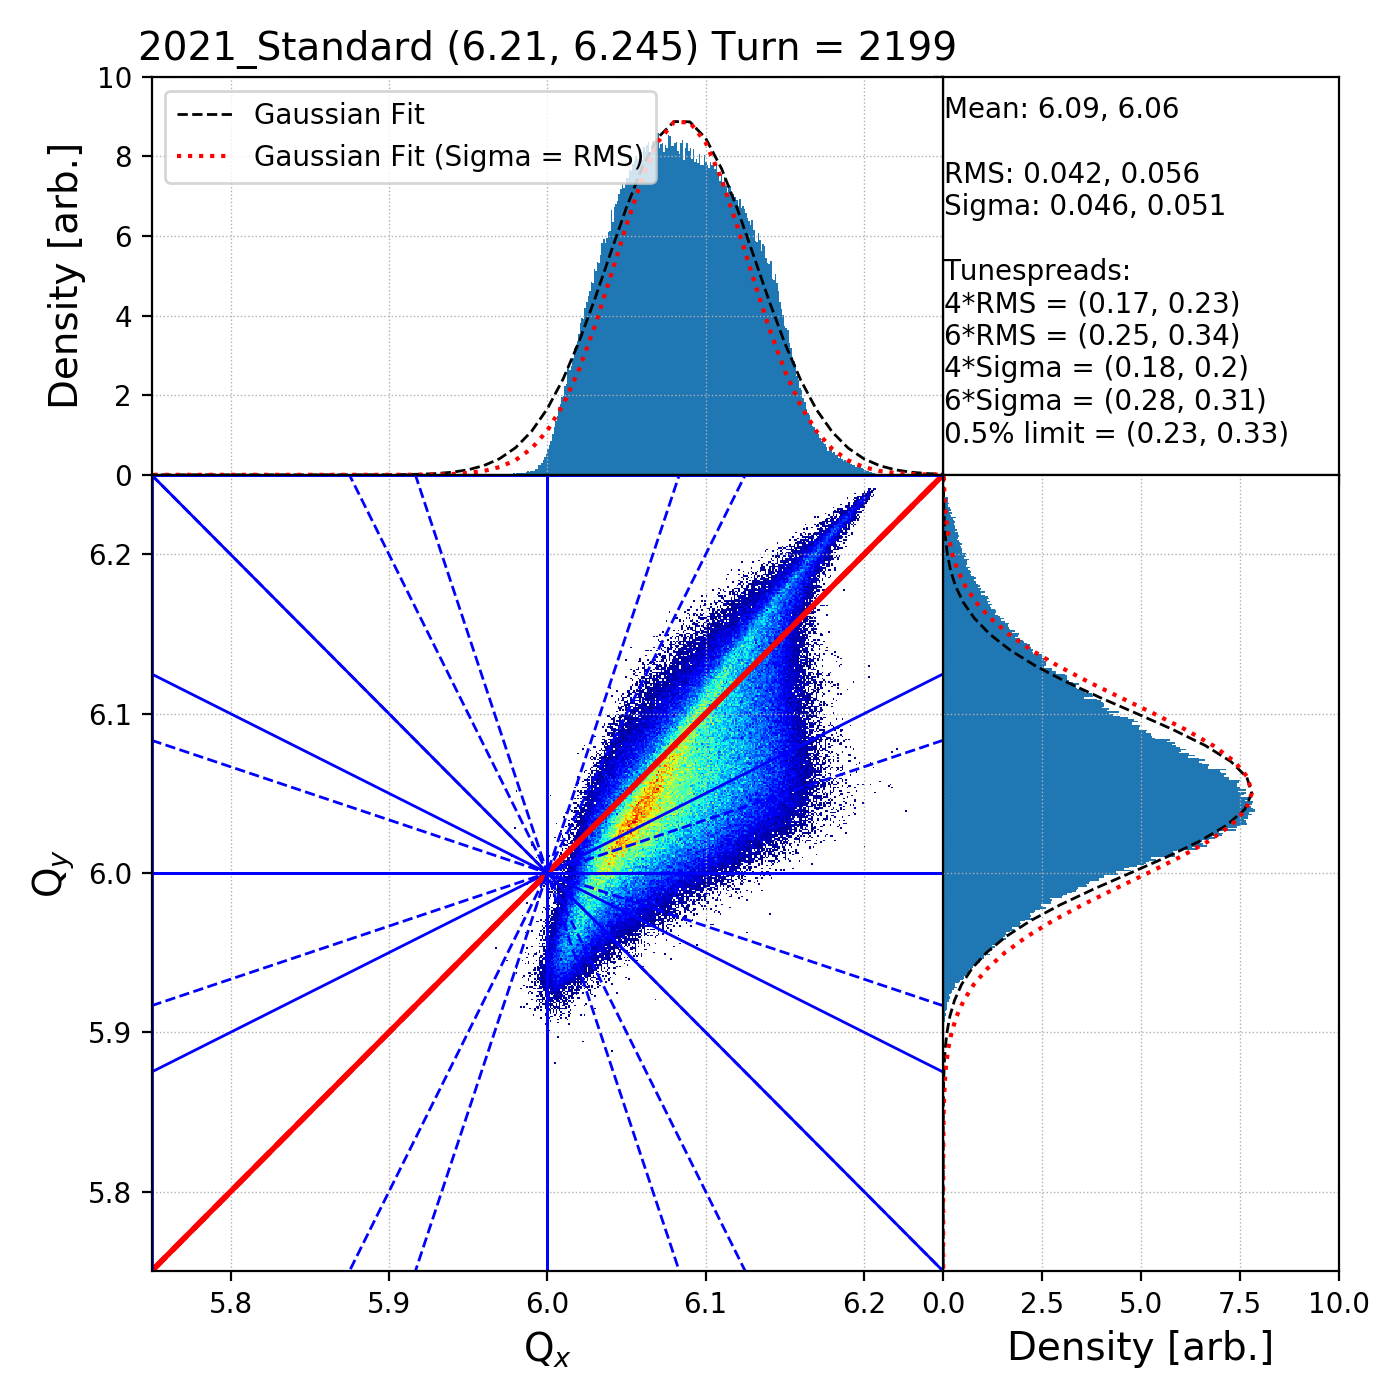 2021_Standard (6.21, 6.245) Turn = 2199
10
8
6
4
2
0
Density [arb.]
Gaussian Fit
Gaussian Fit (Sigma = RMS)
Mean: 6.09, 6.06
RMS: 0.042, 0.056
Sigma: 0.046, 0.051
Tunespreads:
4*RMS = (0.17, 0.23)
6*RMS = (0.25, 0.34)
4*Sigma = (0.18, 0.2)
6*Sigma = (0.28, 0.31)
0.5% limit = (0.23, 0.33)
6.2
6.1
6.0
5.9
5.8
Qy
5.8 5.9 6.0 6.1 6.2
Qx
0.0 2.5 5.0 7.5 10.0
Density [arb.]